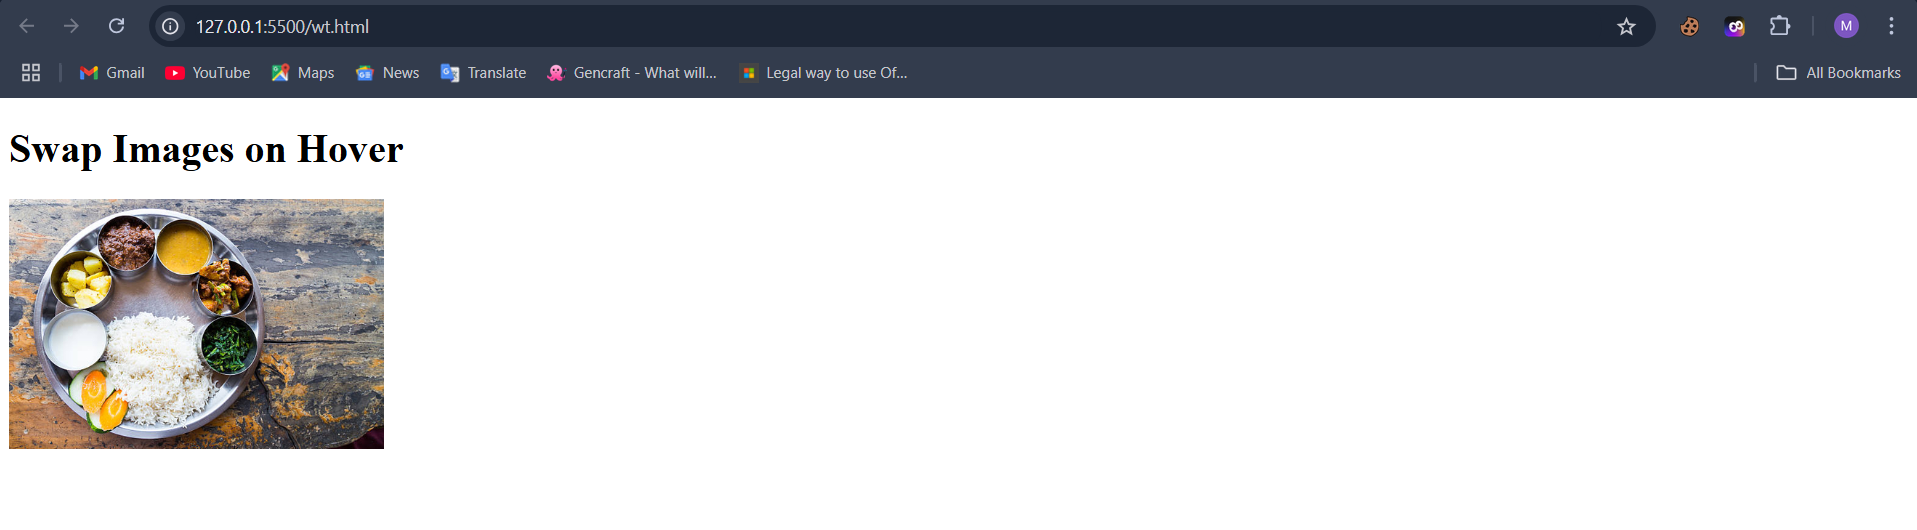 127.0.0.1:5500/wt.html
M
Gmail YouTube Maps News Translate Gencraft - What will... Legal way to use Of... All Bookmarks
Swap Images on Hover